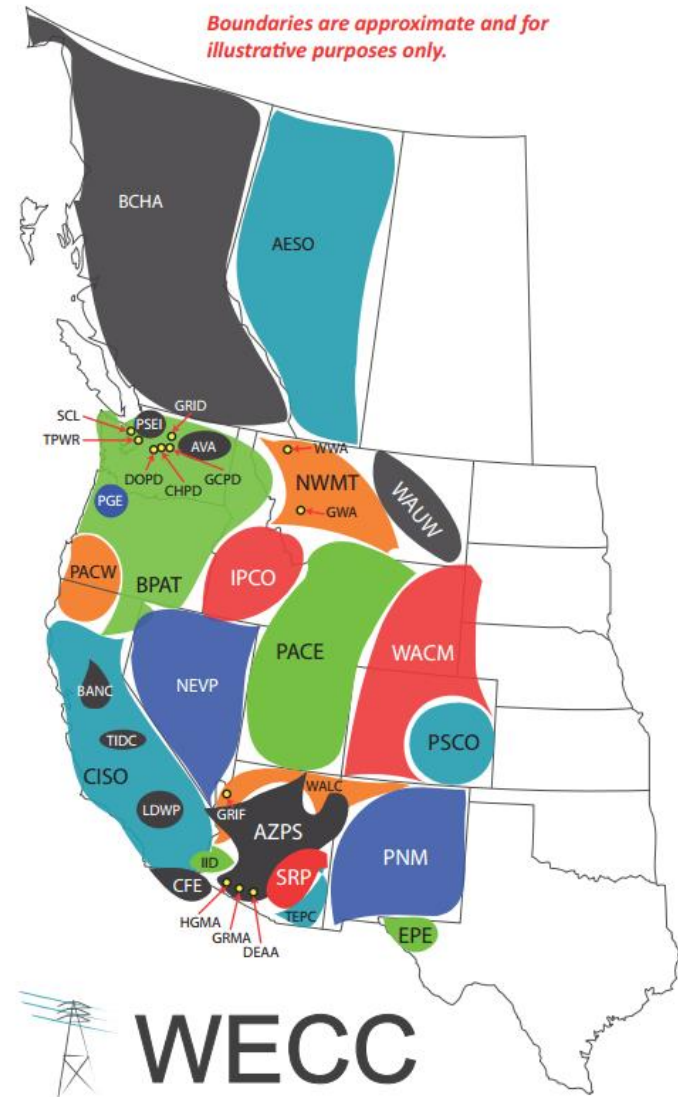 Boundaries are approximate and for
illustrative purposes only.
BCHA
AESO
SCL
PSEI
GRID
TPWR
AVA
WWA
DOPD
CHPD
GCPD
NWMT
WAUW
PGE
GWA
PACW
BPAT
IPCO
PACE
WACM
BANC
NEVP
TIDC
PSCO
CISO
LDWP
WALC
GRIF
AZPS
PNM
IID
CFE
SRP
HGMA
TEPC
GRMA
EPE
DEAA
WECC